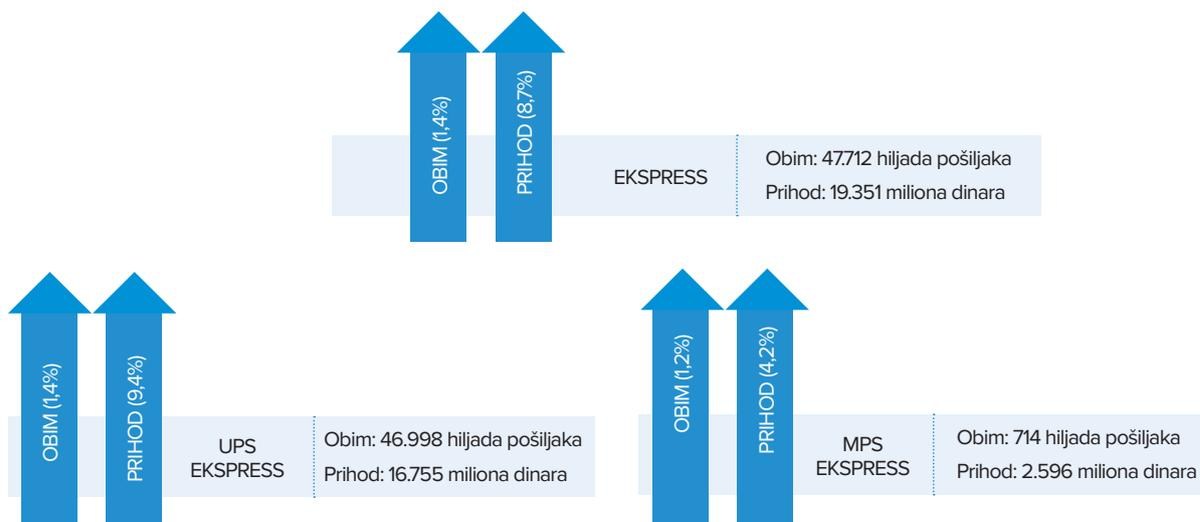 OBIM (1,4%)
PRIHOD (8,7%)
EKSPRESS
Obim: 47.712 hiljada pošiljaka
Prihod: 19.351 miliona dinara
OBIM (1,4%)
PRIHOD (9,4%)
UPS
EKSPRESS
Obim: 46.998 hiljada pošiljaka
Prihod: 16.755 miliona dinara
OBIM (1,2%)
PRIHOD (4,2%)
MPS
EKSPRESS
Obim: 714 hiljada pošiljaka
Prihod: 2.596 miliona dinara